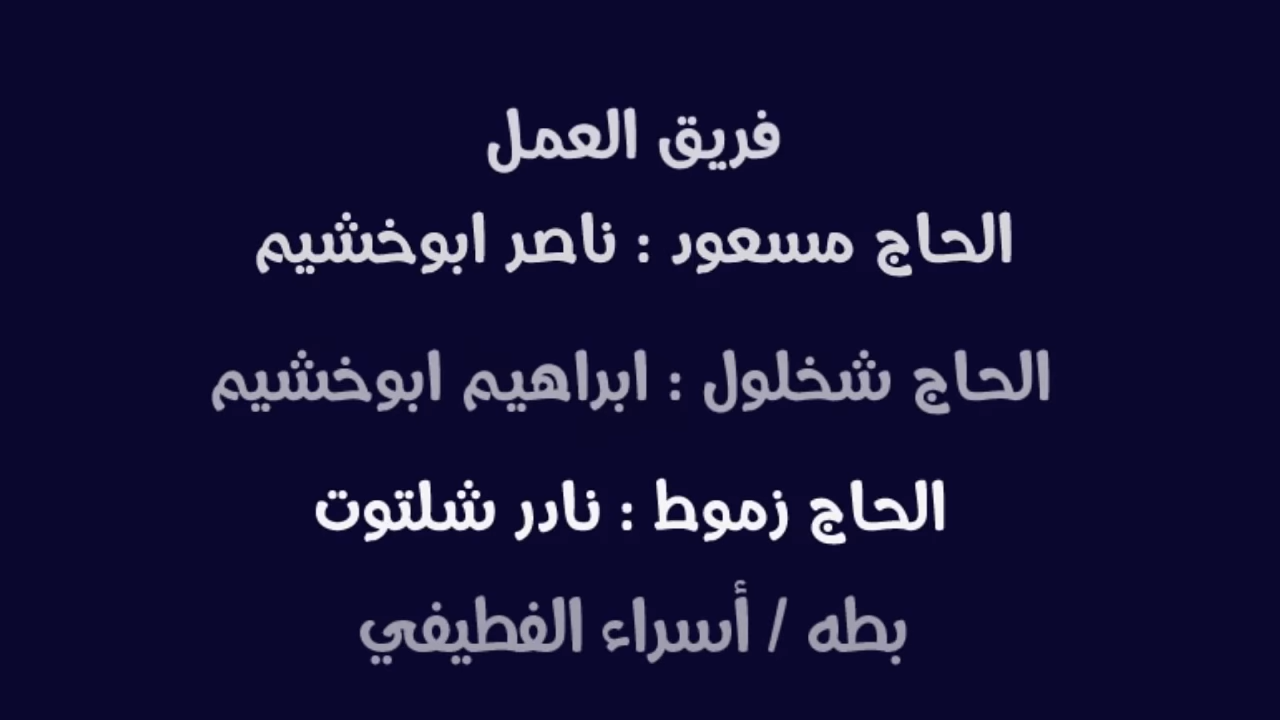 فريق العمل
الحاج مسعود : ناصر ابوخشيم
الحاج شخلول : ابراهيم ابوخشيم
الحاج زموط : نادر شلتوت
بطه / أسراء الفطيفي